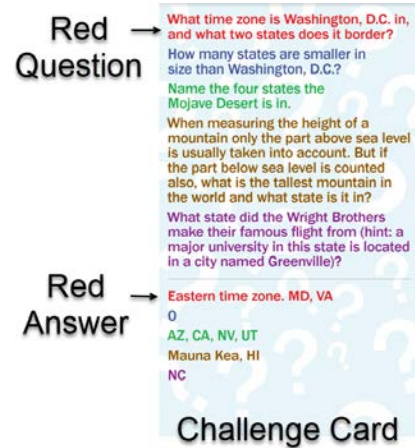 Red
Question
What time zone is Washington, D.C. in,
and what two states does it border?
How many states are smaller in
size than Washington, D.C.?
Name the four states the
Mojave Desert is in.
When measuring the height of a
mountain only the part above sea level
is usually taken into account. But if
the part below sea level is counted
also, what is the tallest mountain in
the world and what state is it in?
What state did the Wright Brothers
make their famous flight from (hint: a
major university in this state is located
in a city named Greenville)?
Red
Answer
Eastern time zone. MD, VA
0
AZ, CA, NV, UT
Mauna Kea, HI
NC
Challenge Card